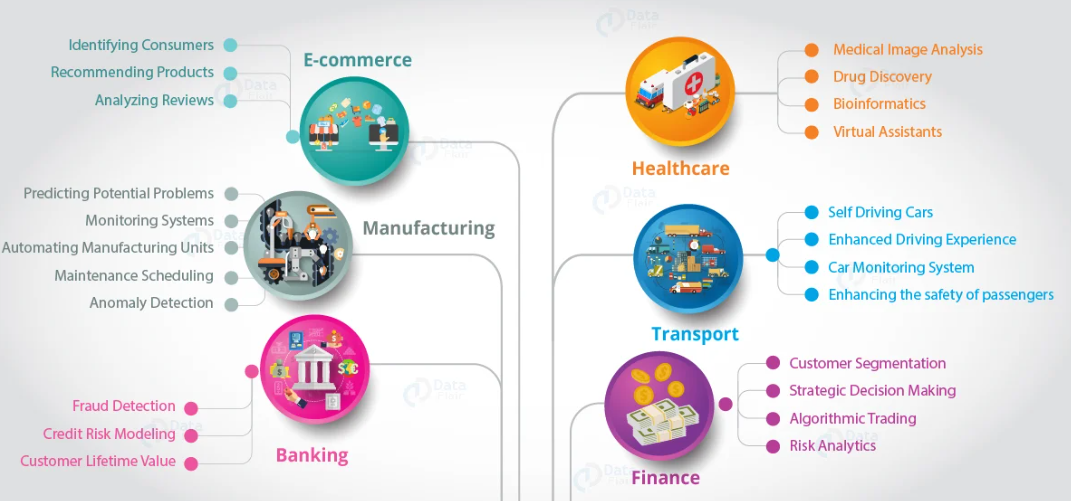 Identifying Consumers
Recommending Products
Analyzing Reviews
E-commerce
Predicting Potential Problems
Monitoring Systems
Automating Manufacturing Units
Maintenance Scheduling
Anomaly Detection
Manufacturing
Fraud Detection
Credit Risk Modeling
Customer Lifetime Value
Banking
Healthcare
Medical Image Analysis
Drug Discovery
Bioinformatics
Virtual Assistants
Transport
Self Driving Cars
Enhanced Driving Experience
Car Monitoring System
Enhancing the safety of passengers
Finance
Customer Segmentation
Strategic Decision Making
Algorithmic Trading
Risk Analytics
Data
Flair